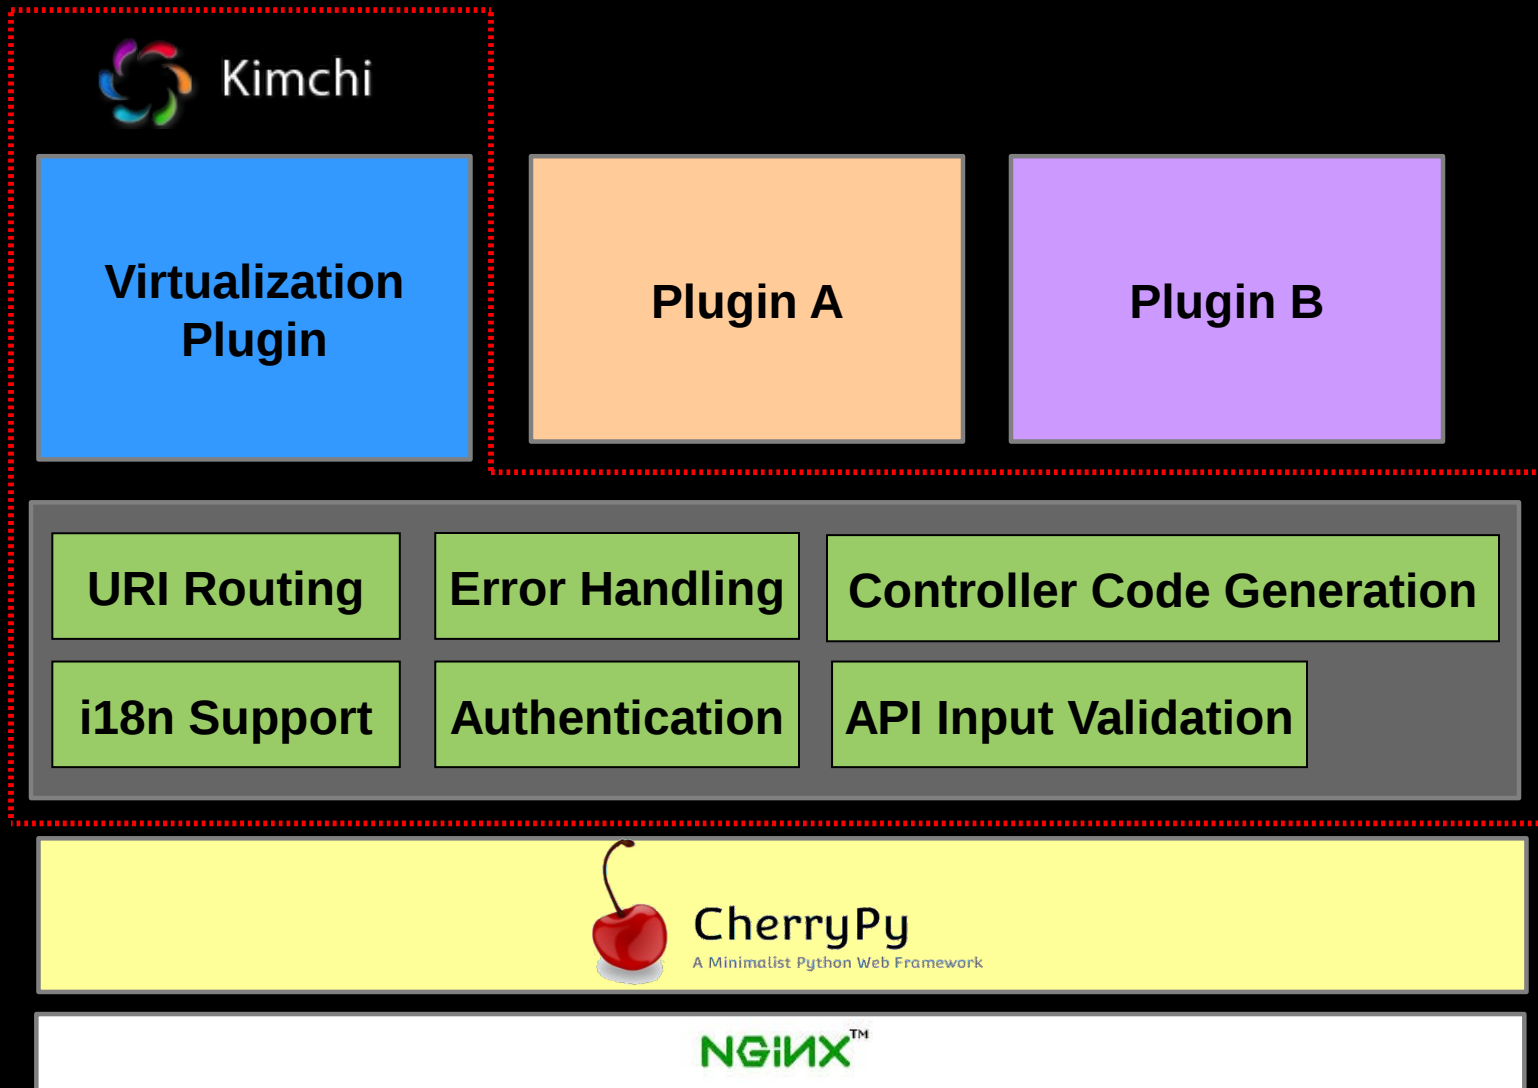 Kimchi
Virtualization
Plugin
Plugin A
Plugin B
URI Routing
Error Handling
Controller Code Generation
i18n Support
Authentication
API Input Validation
CherryPy
A Minimalist Python Web Framework
NGiNX™